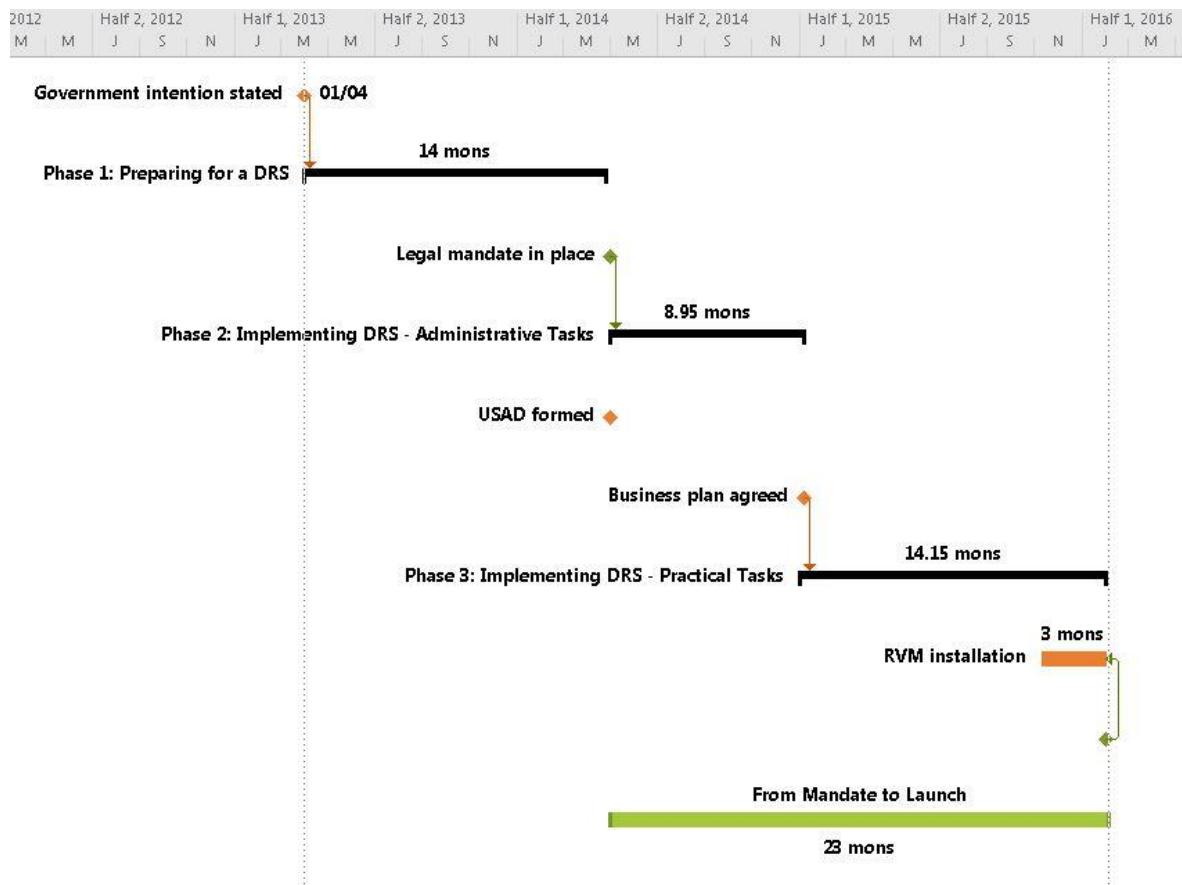 2012 Half 2, 2012 Half 1, 2013 Half 2, 2013 Half 1, 2014 Half 2, 2014 Half 1, 2015 Half 2, 2015 Half 1, 2016
M M J S N J M M J S N J M M J S N J M M J S N J M
Government intention stated 01/04
14 mons
Phase 1: Preparing for a DRS
Legal mandate in place
8.95 mons
Phase 2: Implementing DRS - Administrative Tasks
USAD formed
Business plan agreed
14.15 mons
Phase 3: Implementing DRS - Practical Tasks
3 mons
RVM installation
From Mandate to Launch
23 mons